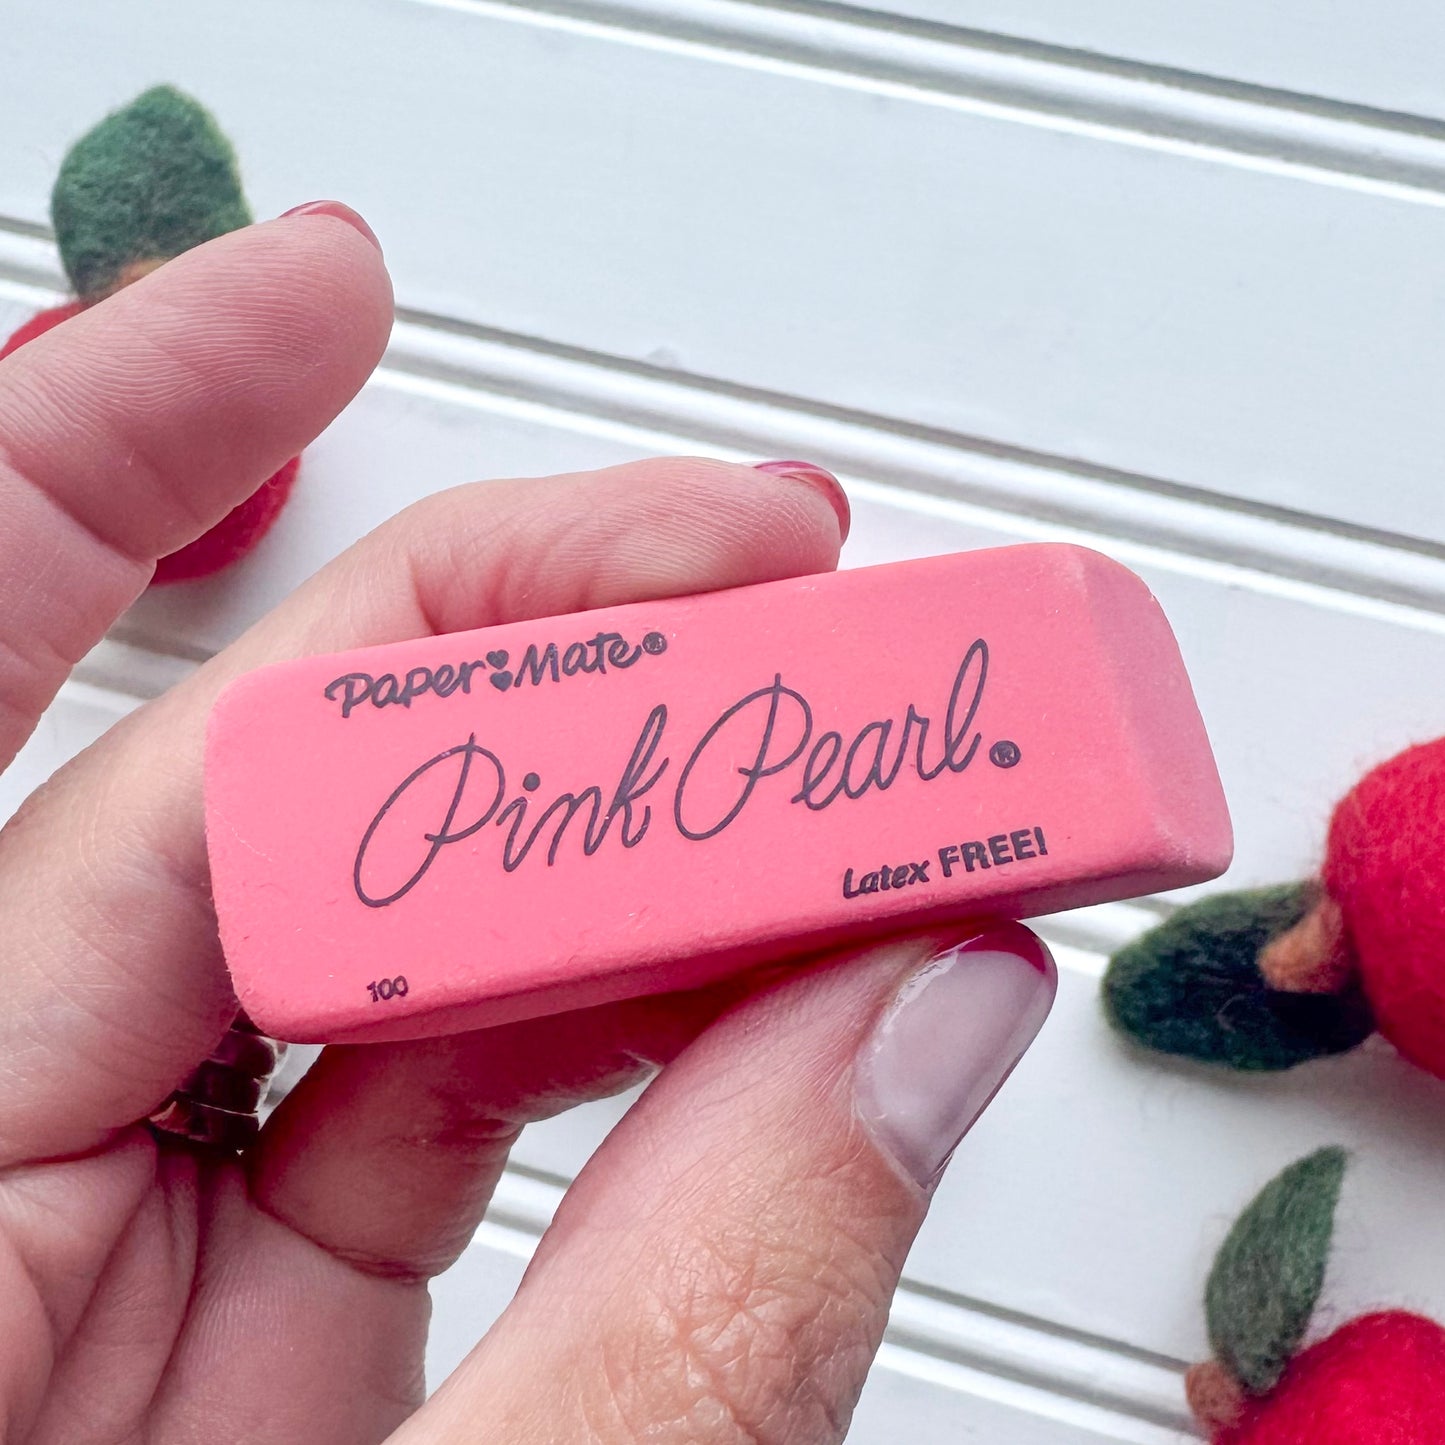 Paper Mate®
Pink Pearl®
Latex FREE!
100